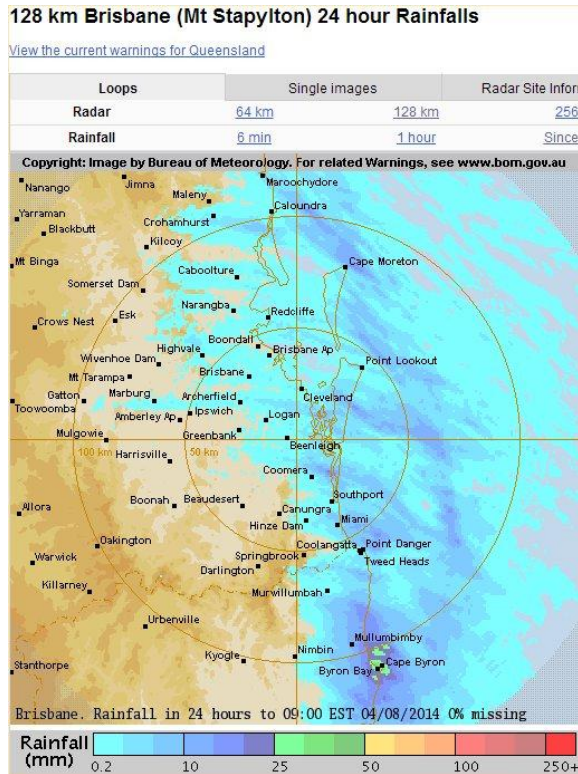 128 km Brisbane (Mt Stapylton) 24 hour Rainfalls
View the current warnings for Queensland
Loops Single images Radar Site Infor
Radar 64 km 128 km 256
Rainfall 6 min 1 hour Since
Copyright: Image by Bureau of Meteorology. For related Warnings, see www.bom.gov.au
Nanango Jimna Maroochydore
Maleny
Yarraman Crohamhurst Caloundra
Blackbutt
Kilcoy
Mt Binga Caboolture Cape Moreton
Somerset Dam
Esk Narangba Redcliffe
Crows Nest
Highvale Boondall Brisbane Ap
Wivenhoe Dam Point Lookout
Mt Tarampa Brisbane
Gatton Marburg Archerfield Cleveland
Toowoomba
Amberley Ap Ipswich Logan
Mulgowie Greenbank Beenleigh
100 km 50 km
Harrisville
Coomera
Boonah Beaudesert Southport
Allora Canungra
Hinze Dam Miami
Oakington Coolangatta Point Danger
Warwick Springbrook Tweed Heads
Darlington
Killarney Murwillumbah
Urbenville
Mullumbimby
Kyogle Nimbin
Stanthorpe Byron Bay Cape Byron
Brisbane. Rainfall in 24 hours to 09:00 EST 04/08/2014 0% missing
Rainfall
(mm) 0.2 10 25 50 100 250+